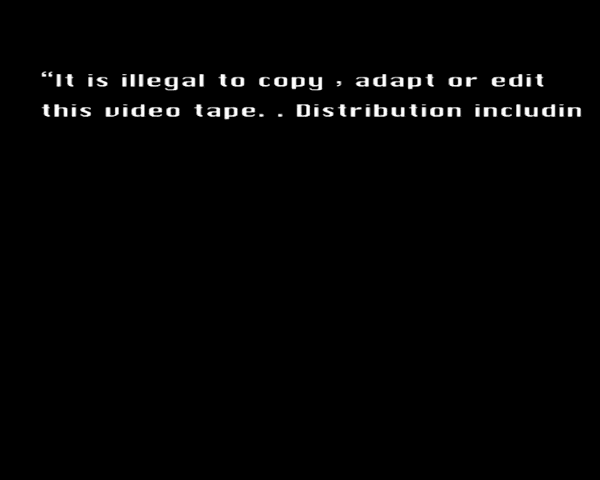 “It is illegal to copy , adapt or edit
this video tape. . Distribution includin